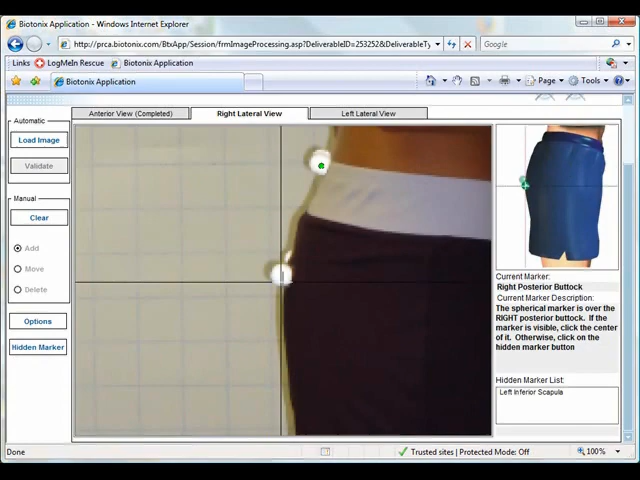 Biotonix Application - Windows Internet Explorer
http://prca.biotonix.com/BtxApp/Session/frmImageProcessing.asp?DeliverableID=253252&DeliverableTy
Google
Links LogMeIn Rescue Biotonix Application
Biotonix Application
Page Tools
Anterior View (Completed) Right Lateral View Left Lateral View
Automatic
Load Image
Validate
Manual
Clear
Add
Move
Delete
Options
Hidden Marker
Current Marker:
Right Posterior Buttock
Current Marker Description:
The spherical marker is over the
RIGHT posterior buttock. If the
marker is visible, click the center
of it. Otherwise, click on the
hidden marker button
Hidden Marker List:
Left Inferior Scapula
Done Trusted sites | Protected Mode: Off 100%